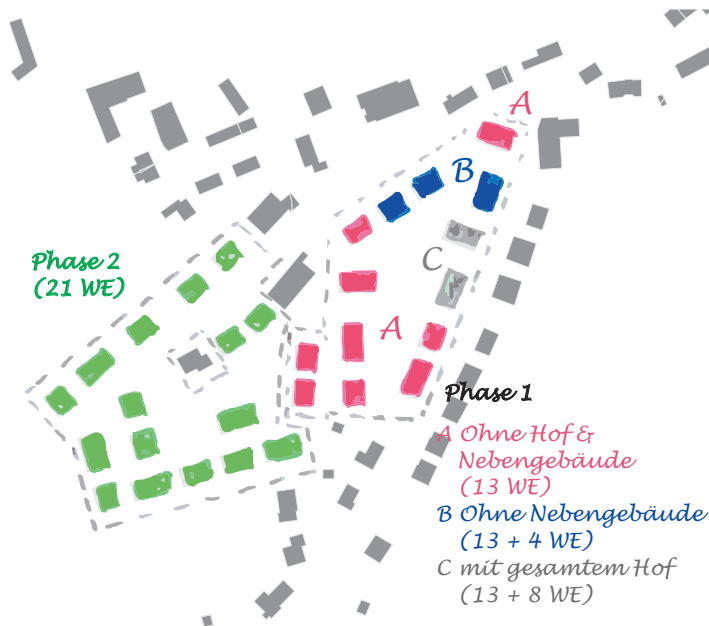 A
B
C
Phase 2
(21 WE)
A
Phase 1
A Ohne Hof &
Nebengebäude
(13 WE)
B Ohne Nebengebäude
(13 + 4 WE)
C mit gesamtem Hof
(13 + 8 WE)